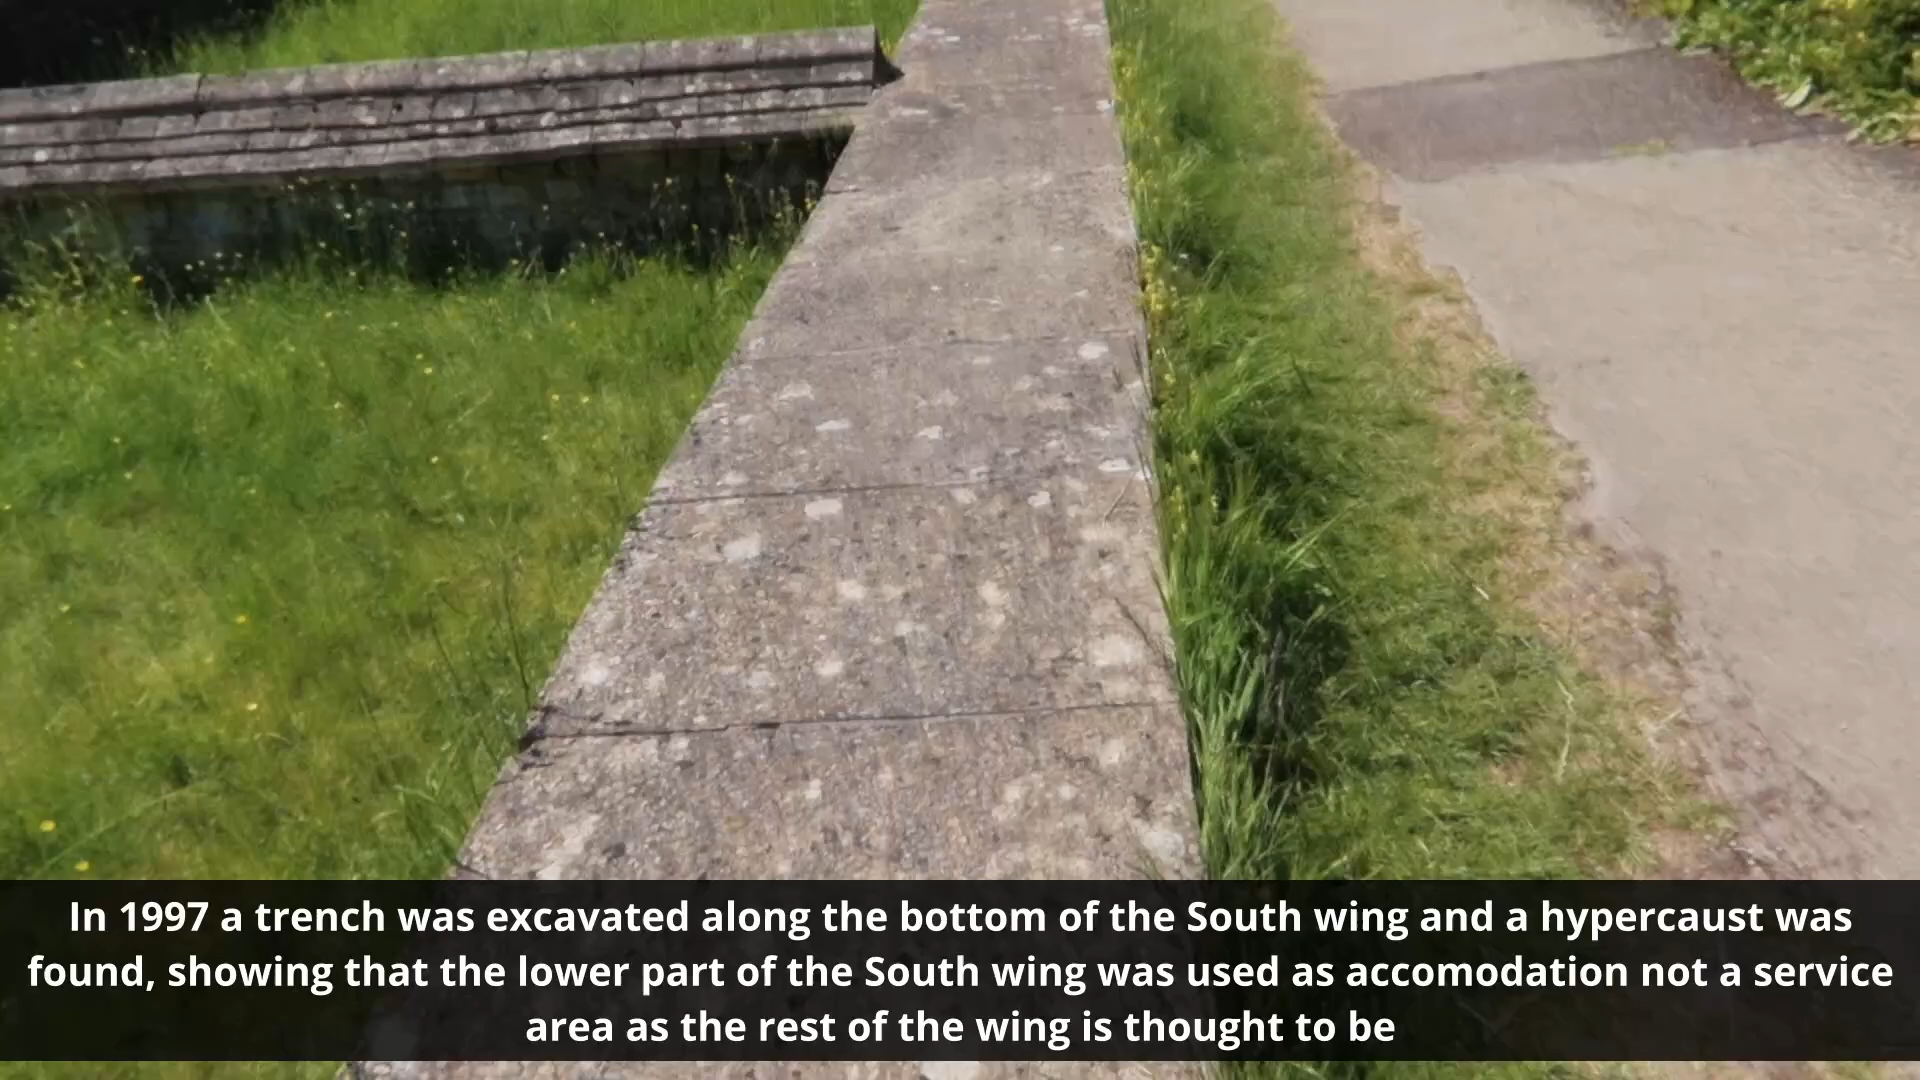 In 1997 a trench was excavated along the bottom of the South wing and a hypercaust was
found, showing that the lower part of the South wing was used as accomodation not a service
area as the rest of the wing is thought to be